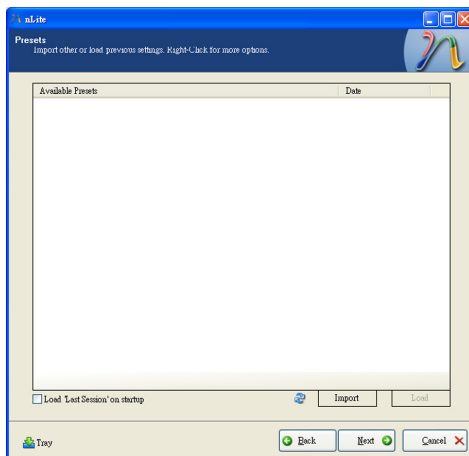 nLite
Presets
Import other or load previous settings. Right-Click for more options.
Available Presets Date
Load 'Last Session' on startup Import Load
Tray Back Next Cancel